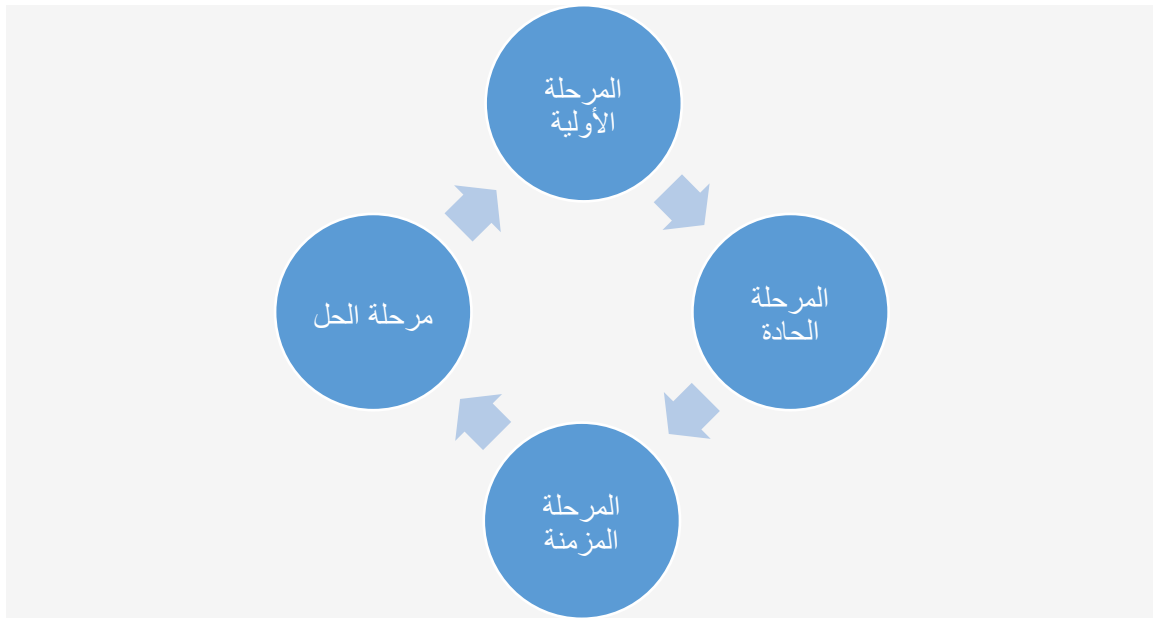 المرحلة
الأولية
المرحلة
الحادة
المرحلة
المزمنة
مرحلة الحل